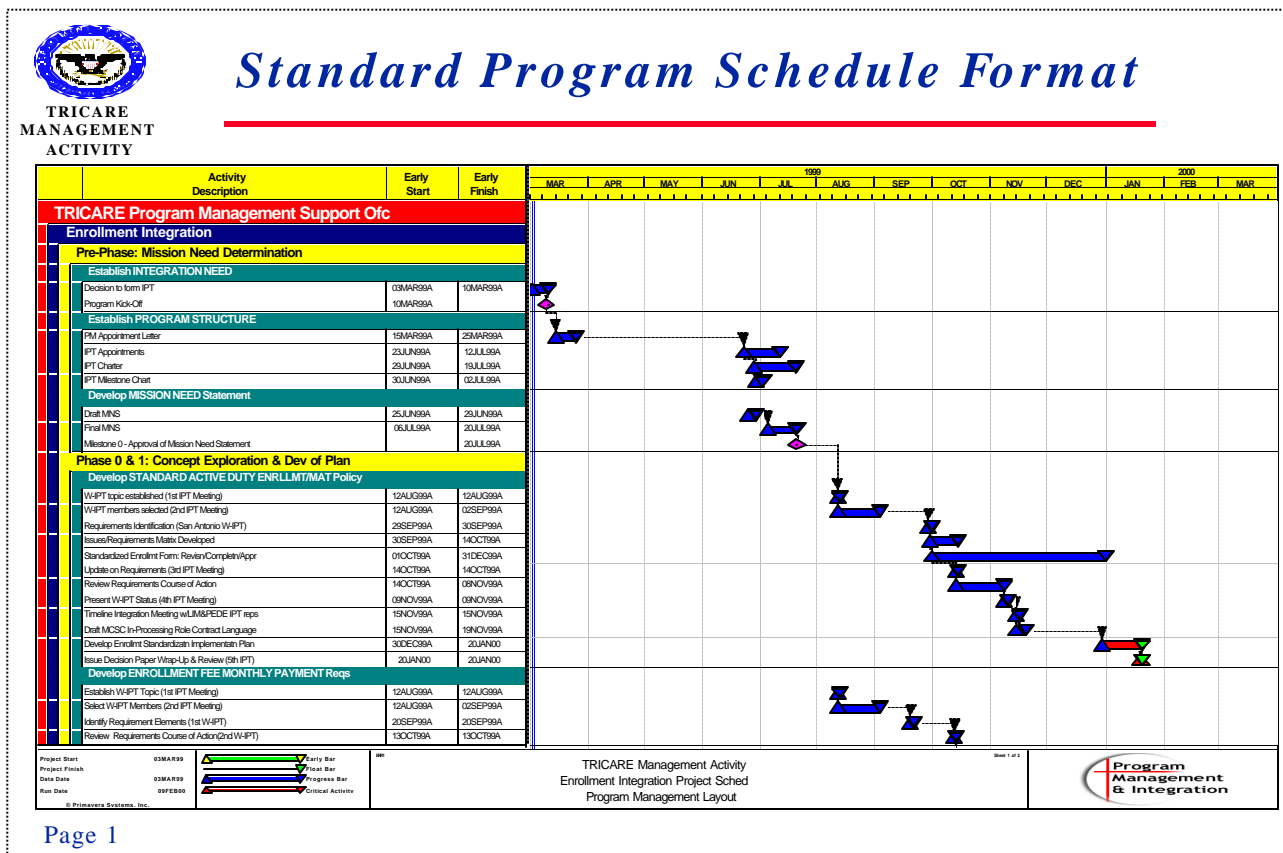 Standard Program Schedule Format
TRICARE
MANAGEMENT
ACTIVITY
Activity Description Early Start Early Finish
1999 2000
MAR APR MAY JUN JUL AUG SEP OCT NOV DEC JAN FEB MAR
TRICARE Program Management Support Ofc
Enrollment Integration
Pre-Phase: Mission Need Determination
Establish INTEGRATION NEED
Decision to form IPT 03MAR99A 10MAR99A
Program Kick-Off 10MAR99A
Establish PROGRAM STRUCTURE
PM Appointment Letter 15MAR99A 25MAR99A
IPT Appointments 23JUN99A 12JUL99A
IPT Charter 29JUN99A 19JUL99A
IPT Milestone Chart 30JUN99A 02JUL99A
Develop MISSION NEED Statement
Draft MNS 25JUN99A 29JUN99A
Final MNS 06JUL99A 20JUL99A
Milestone 0 - Approval of Mission Need Statement 20JUL99A
Phase 0 & 1: Concept Exploration & Dev of Plan
Develop STANDARD ACTIVE DUTY ENRLLMT/MAT Policy
W-IPT topic established (1st IPT Meeting) 12AUG99A 12AUG99A
W-IPT members selected (2nd IPT Meeting) 12AUG99A 02SEP99A
Requirements Identification (San Antonio W-IPT) 29SEP99A 30SEP99A
Issues/Requirements Matrix Developed 30SEP99A 14OCT99A
Standardized Enrollmt Form: Revisn/Completn/Appr 01OCT99A 31DEC99A
Update on Requirements (3rd IPT Meeting) 14OCT99A 14OCT99A
Review Requirements Course of Action 14OCT99A 08NOV99A
Present W-IPT Status (4th IPT Meeting) 09NOV99A 09NOV99A
Timeline Integration Meeting w/LIM&PEDE IPT reps 15NOV99A 15NOV99A
Draft MCSC In-Processing Role Contract Language 15NOV99A 19NOV99A
Develop Enrollmt Standardizatn Implementatn Plan 30DEC99A 20JAN00
Issue Decision Paper Wrap-Up & Review (5th IPT) 20JAN00 20JAN00
Develop ENROLLMENT FEE MONTHLY PAYMENT Reqs
Establish W-IPT Topic (1st IPT Meeting) 12AUG99A 12AUG99A
Select W-IPT Members (2nd IPT Meeting) 12AUG99A 02SEP99A
Identify Requirement Elements (1st W-IPT) 20SEP99A 20SEP99A
Review Requirements Course of Action(2nd W-IPT) 13OCT99A 13OCT99A
Project Start 03MAR99
Project Finish
Data Date 03MAR99
Run Date 09FEB00
© Primavera Systems, Inc.
Early Bar
Float Bar
Progress Bar
Critical Activity
Sheet 1 of 2
TRICARE Management Activity
Enrollment Integration Project Sched
Program Management Layout
Program
Management
& Integration
Page 1